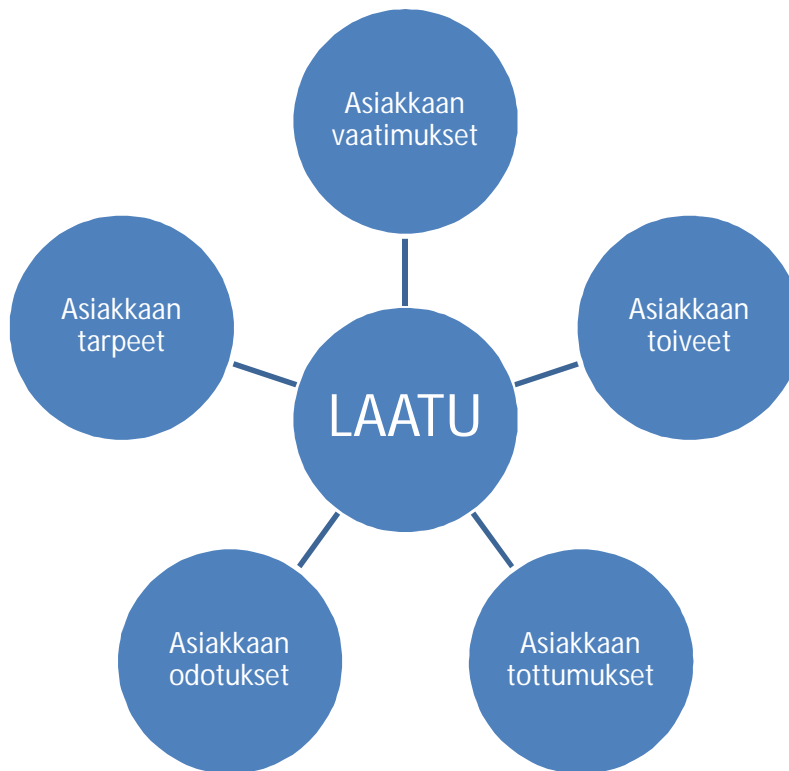 Asiakkaan
vaatimukset
Asiakkaan
tarpeet
Asiakkaan
toiveet
LAATU
Asiakkaan
odotukset
Asiakkaan
tottumukset